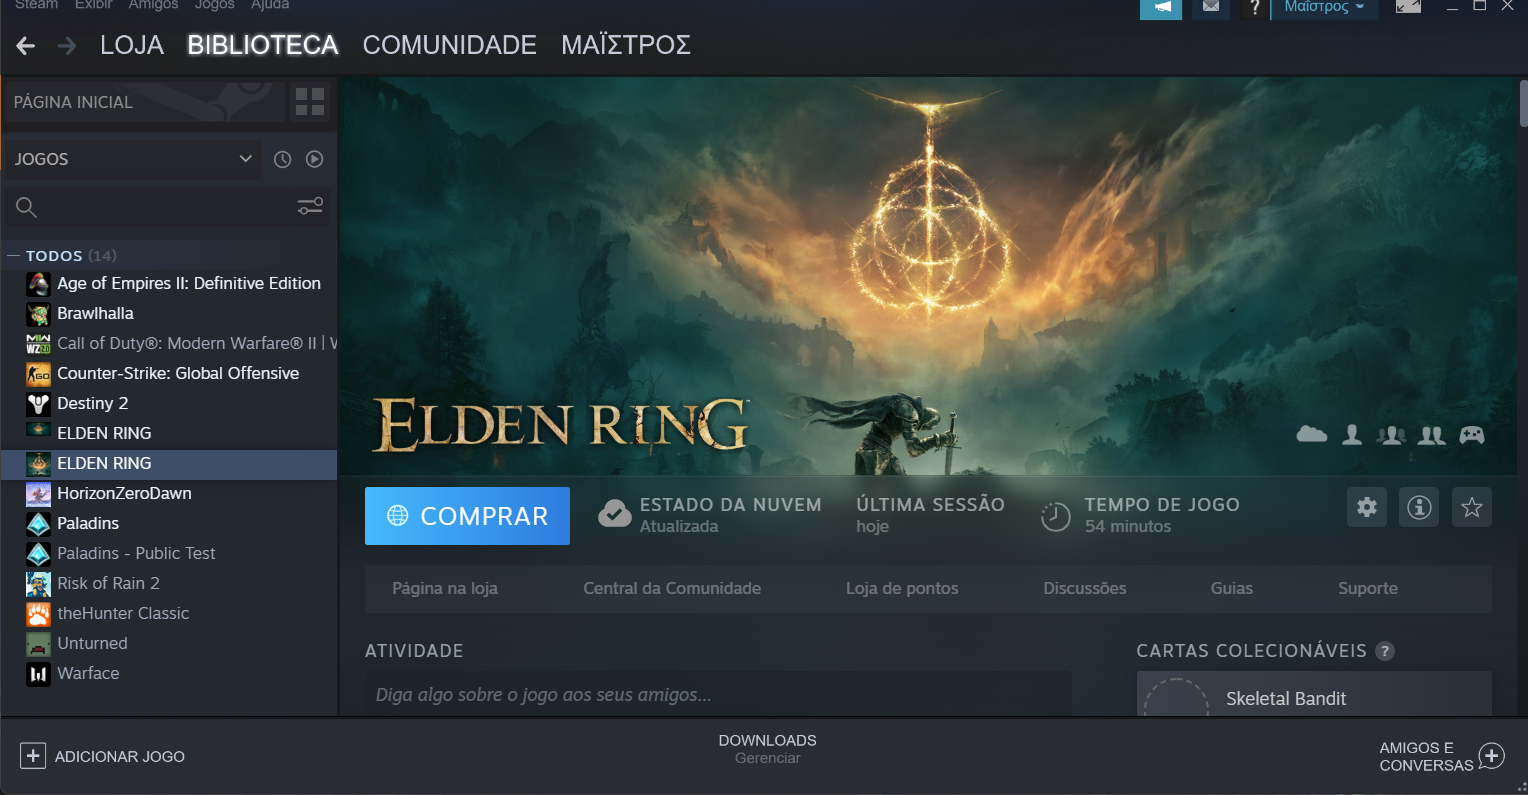 Steam Exibir Amigos Jogos Ajuda
? Μαΐστρος
LOJA BIBLIOTECA COMUNIDADE ΜΑΪΣΤΡΟΣ
PÁGINA INICIAL
JOGOS
TODOS (14)
Age of Empires II: Definitive Edition
Brawlhalla
Call of Duty®: Modern Warfare® II |
Counter-Strike: Global Offensive
Destiny 2
ELDEN RING
ELDEN RING
HorizonZeroDawn
Paladins
Paladins - Public Test
Risk of Rain 2
theHunter Classic
Unturned
Warface
ELDEN RING
COMPRAR
ESTADO DA NUVEM
Atualizada
ÚLTIMA SESSÃO
hoje
TEMPO DE JOGO
54 minutos
Página na loja Central da Comunidade Loja de pontos Discussões Guias Suporte
ATIVIDADE
Diga algo sobre o jogo aos seus amigos...
CARTAS COLECIONÁVEIS ?
Skeletal Bandit
ADICIONAR JOGO
DOWNLOADS
Gerenciar
AMIGOS E
CONVERSAS